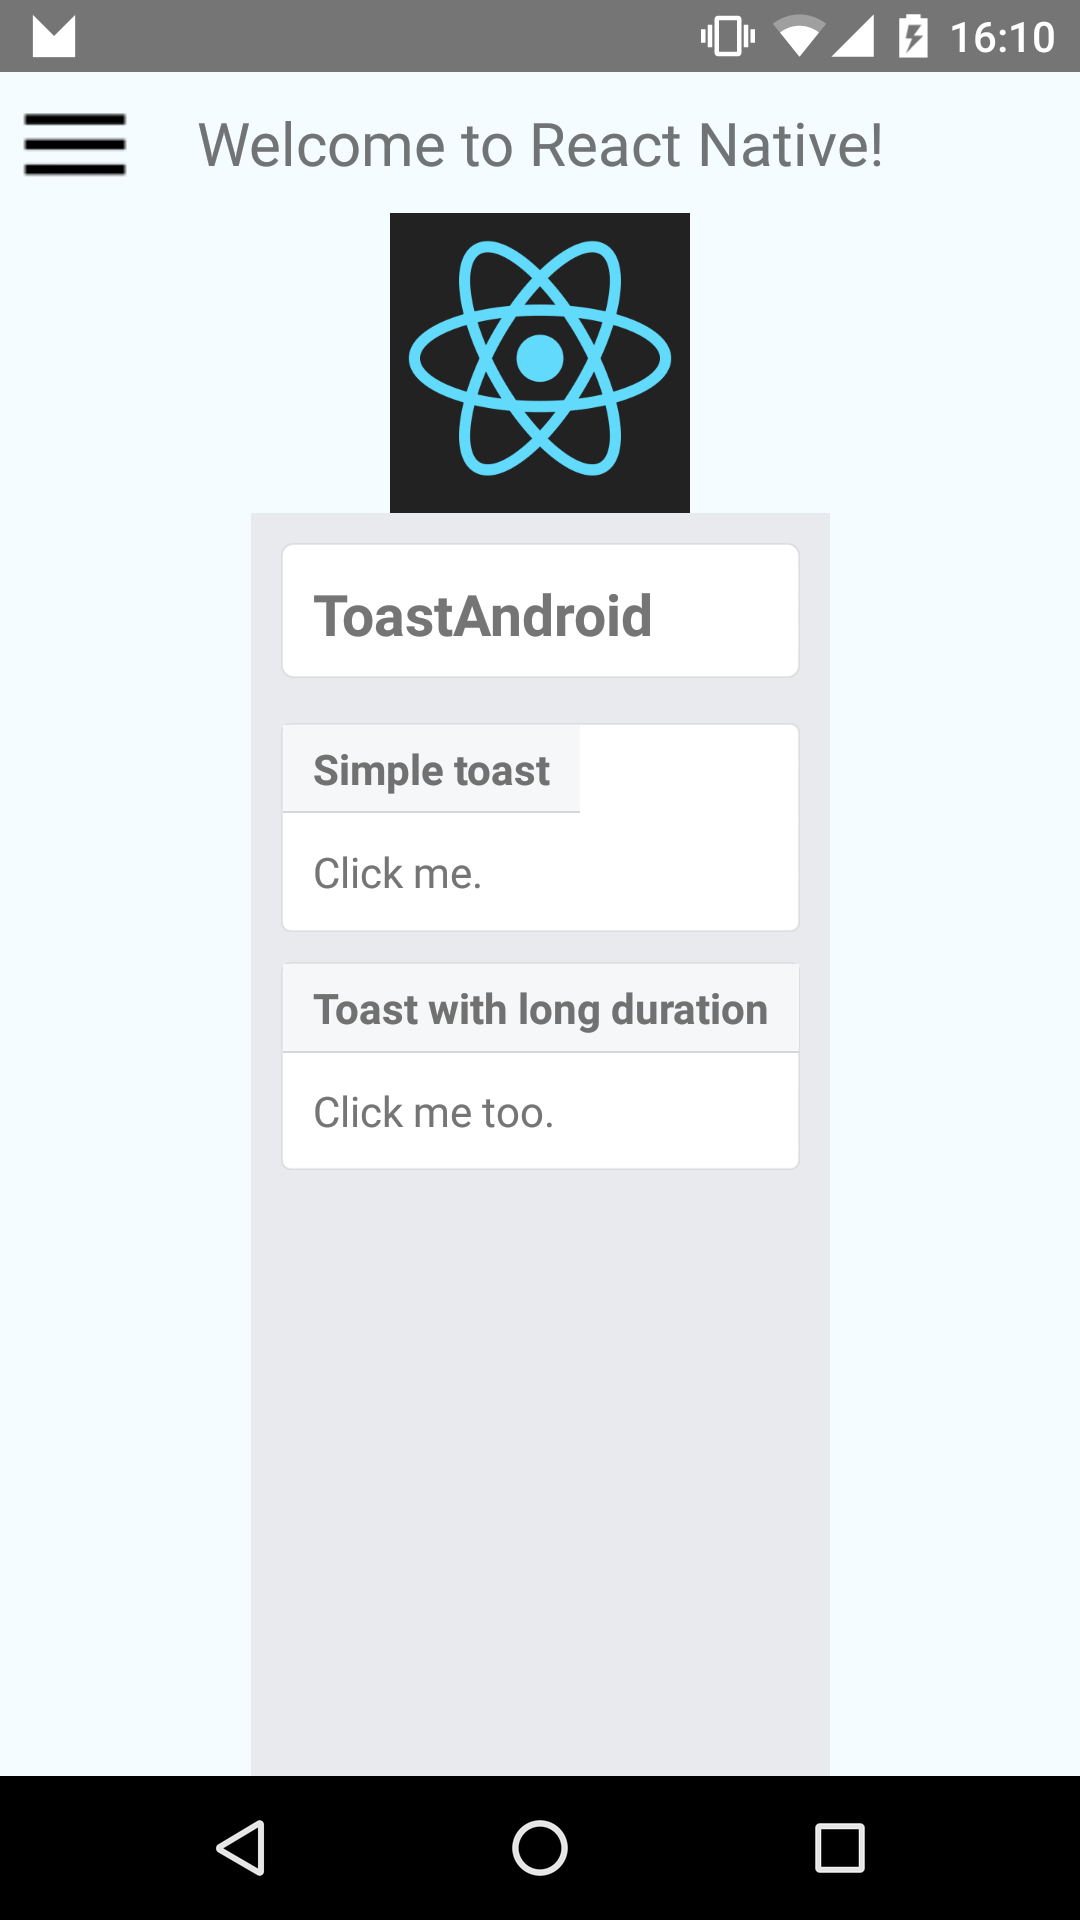 16:10
Welcome to React Native!
ToastAndroid
Simple toast
Click me.
Toast with long duration
Click me too.